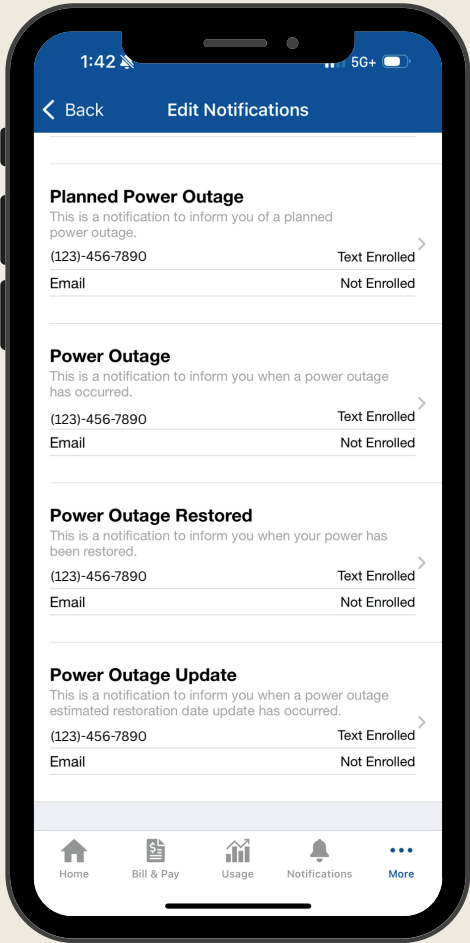 1:42
5G+
Back
Edit Notifications
Planned Power Outage
This is a notification to inform you of a planned
power outage.
(123)-456-7890 Text Enrolled
Email Not Enrolled
Power Outage
This is a notification to inform you when a power outage
has occurred.
(123)-456-7890 Text Enrolled
Email Not Enrolled
Power Outage Restored
This is a notification to inform you when your power has
been restored.
(123)-456-7890 Text Enrolled
Email Not Enrolled
Power Outage Update
This is a notification to inform you when a power outage
estimated restoration date update has occurred.
(123)-456-7890 Text Enrolled
Email Not Enrolled
Home Bill & Pay Usage Notifications More